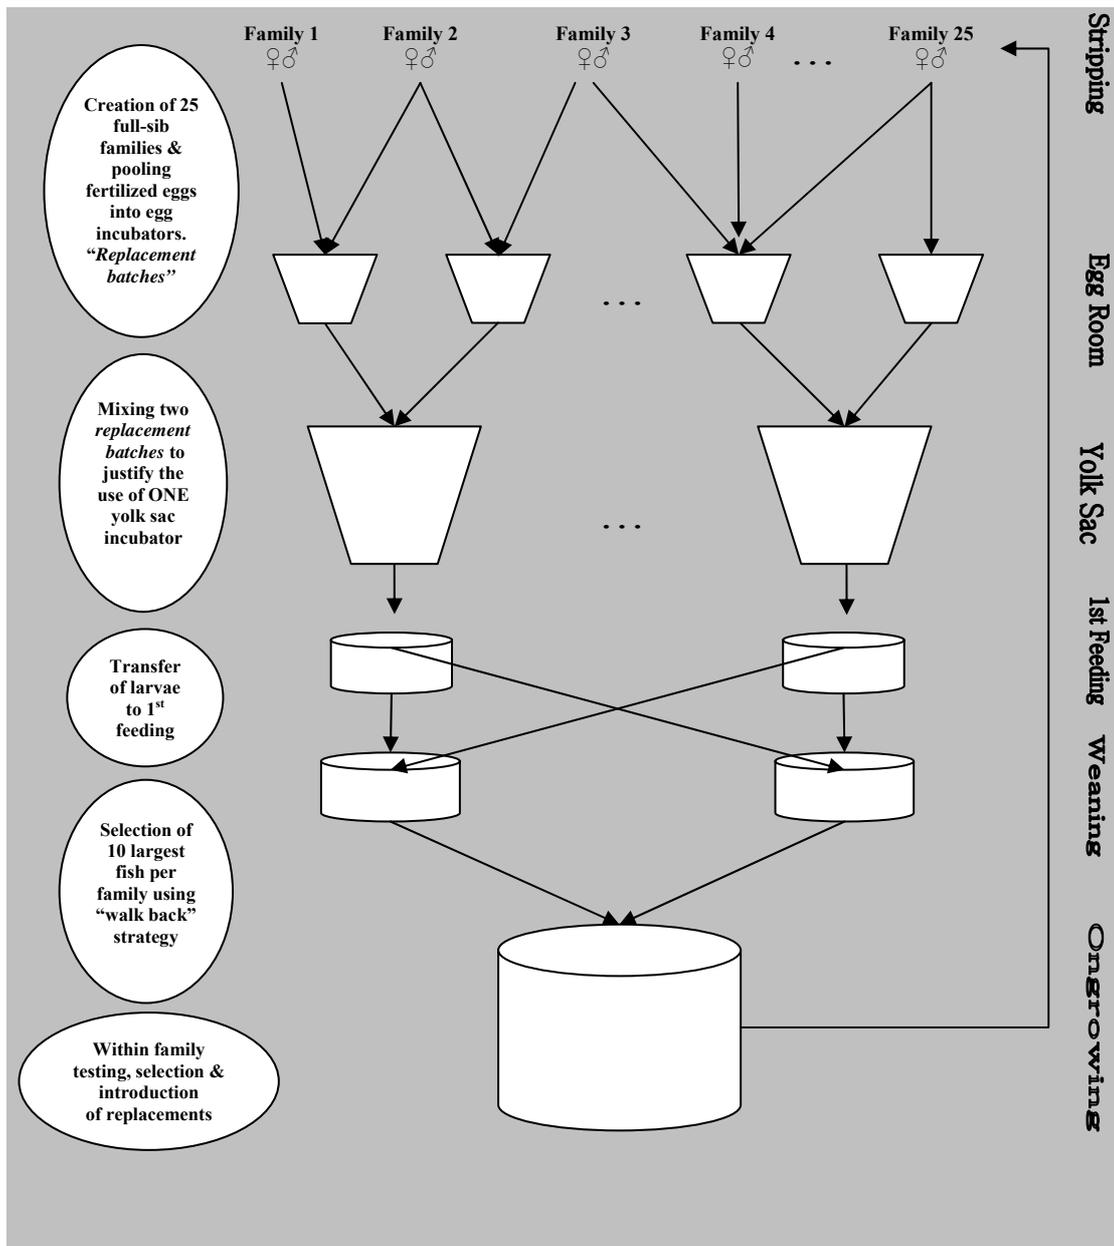 Family 1
Family 2
Family 3
Family 4
Family 25
♀♂
♀♂
♀♂
♀♂
. . .
♀♂
Stripping
Creation of 25
full-sib
families &
pooling
fertilized eggs
into egg
incubators.
“Replacement
batches”
. . .
Egg Room
Mixing two
replacement
batches to
justify the
use of ONE
yolk sac
incubator
. . .
Yolk Sac
Transfer
of larvae
to 1st
feeding
1st Feeding
Weaning
Selection of
10 largest
fish per
family using
“walk back”
strategy
Ongrowing
Within family
testing, selection &
introduction
of replacements